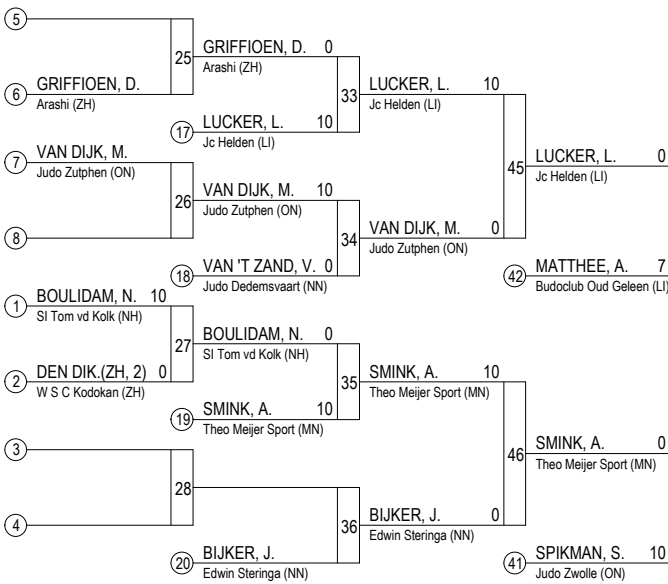 5
25
GRIFFIOEN, D. 0
Arashi (ZH)
6
GRIFFIOEN, D.
Arashi (ZH)
33
LUCKER, L. 10
Jc Helden (LI)
17
LUCKER, L. 10
Jc Helden (LI)
7
VAN DIJK, M.
Judo Zutphen (ON)
45
LUCKER, L. 0
Jc Helden (LI)
26
VAN DIJK, M. 10
Judo Zutphen (ON)
8
34
VAN DIJK, M. 0
Judo Zutphen (ON)
18
VAN 'T ZAND, V. 0
Judo Dedemsvaart (NN)
42
MATTHEE, A. 7
Budoclub Oud Geleen (LI)
1
BOULIDAM, N. 10
Sl Tom vd Kolk (NH)
27
BOULIDAM, N. 0
Sl Tom vd Kolk (NH)
2
DEN DIK.(ZH, 2) 0
W S C Kodokan (ZH)
35
SMINK, A. 10
Theo Meijer Sport (MN)
19
SMINK, A. 10
Theo Meijer Sport (MN)
3
46
SMINK, A. 0
Theo Meijer Sport (MN)
28
4
36
BIJKER, J. 0
Edwin Steringa (NN)
20
BIJKER, J.
Edwin Steringa (NN)
41
SPIKMAN, S. 10
Judo Zwolle (ON)